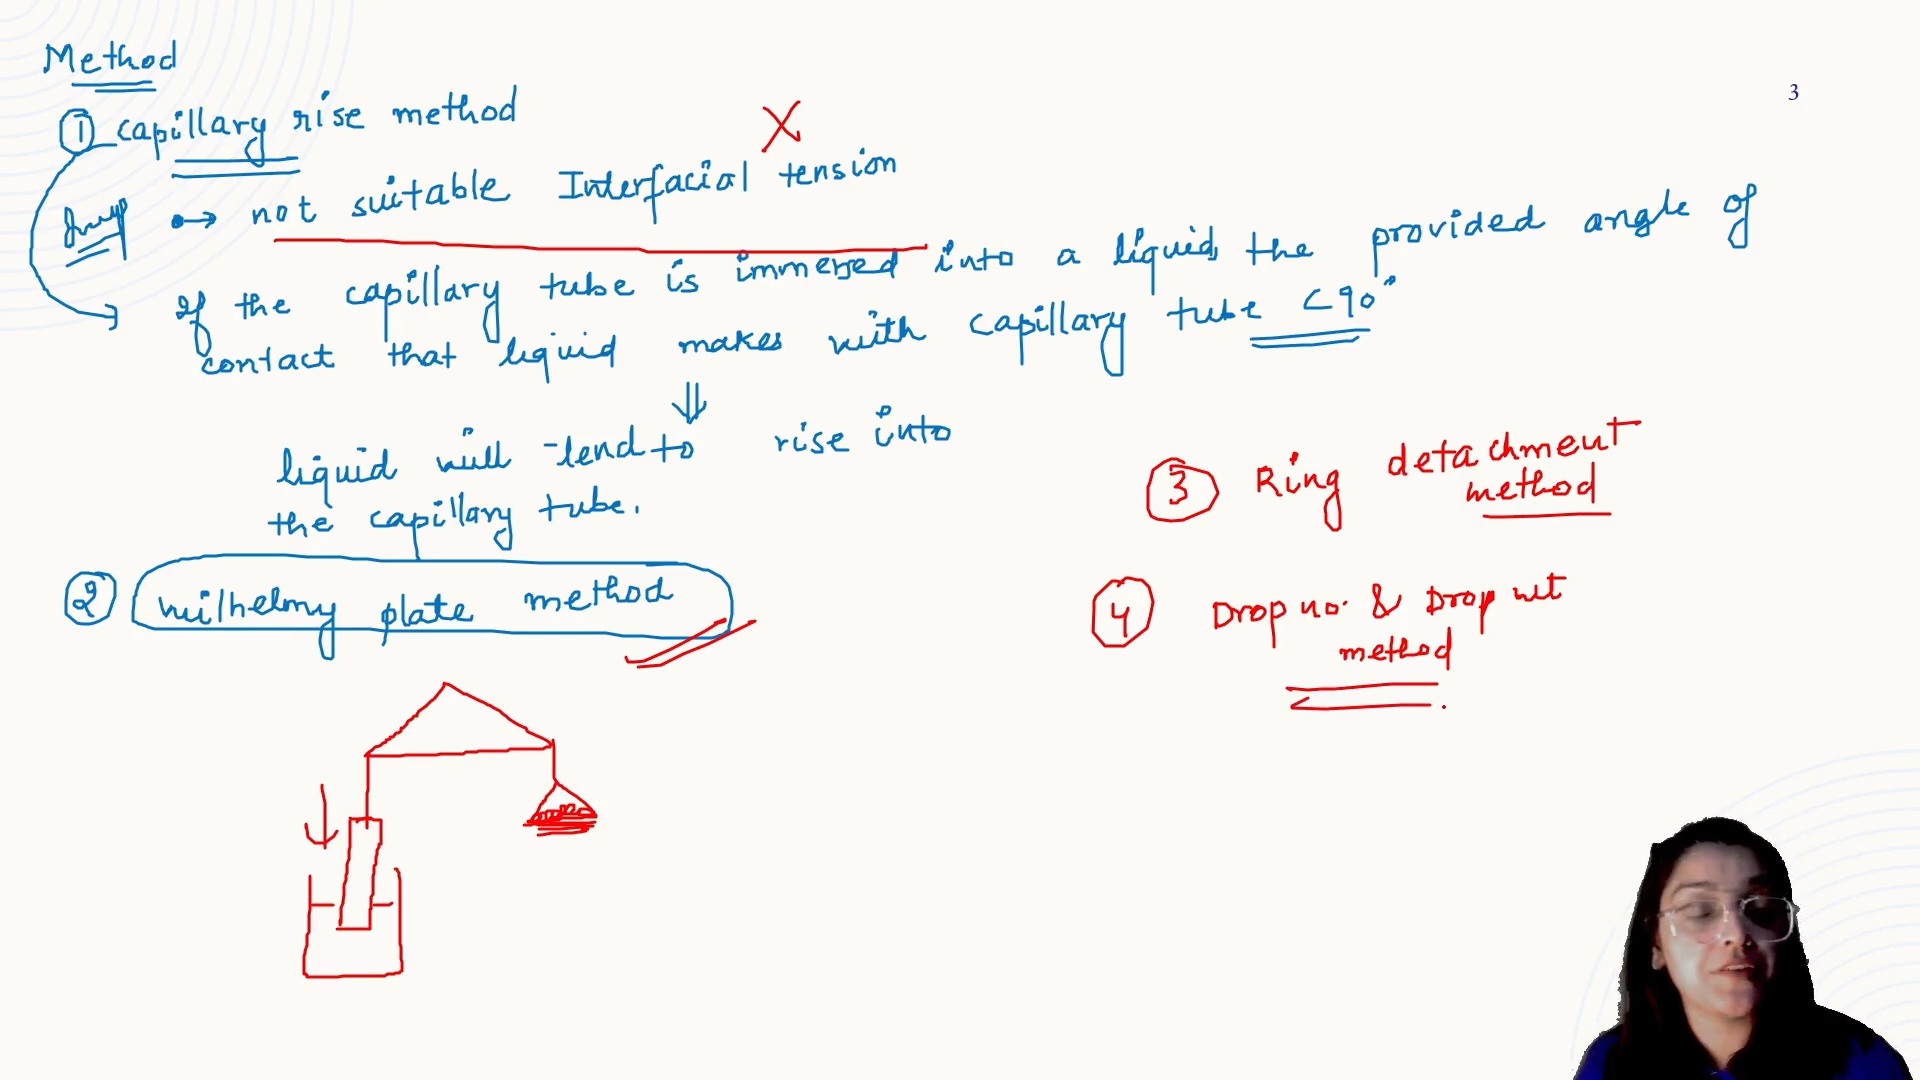 Method
3
① Capillary rise method
Imp → not suitable Interfacial tension
If the capillary tube is immersed into a liquid, the provided angle of
contact that liquid makes with capillary tube <90°
⇓
liquid will tend to rise into
the capillary tube.
② wilhelmy plate method
③ Ring detachment
method
④ Drop no. & Drop wt
method